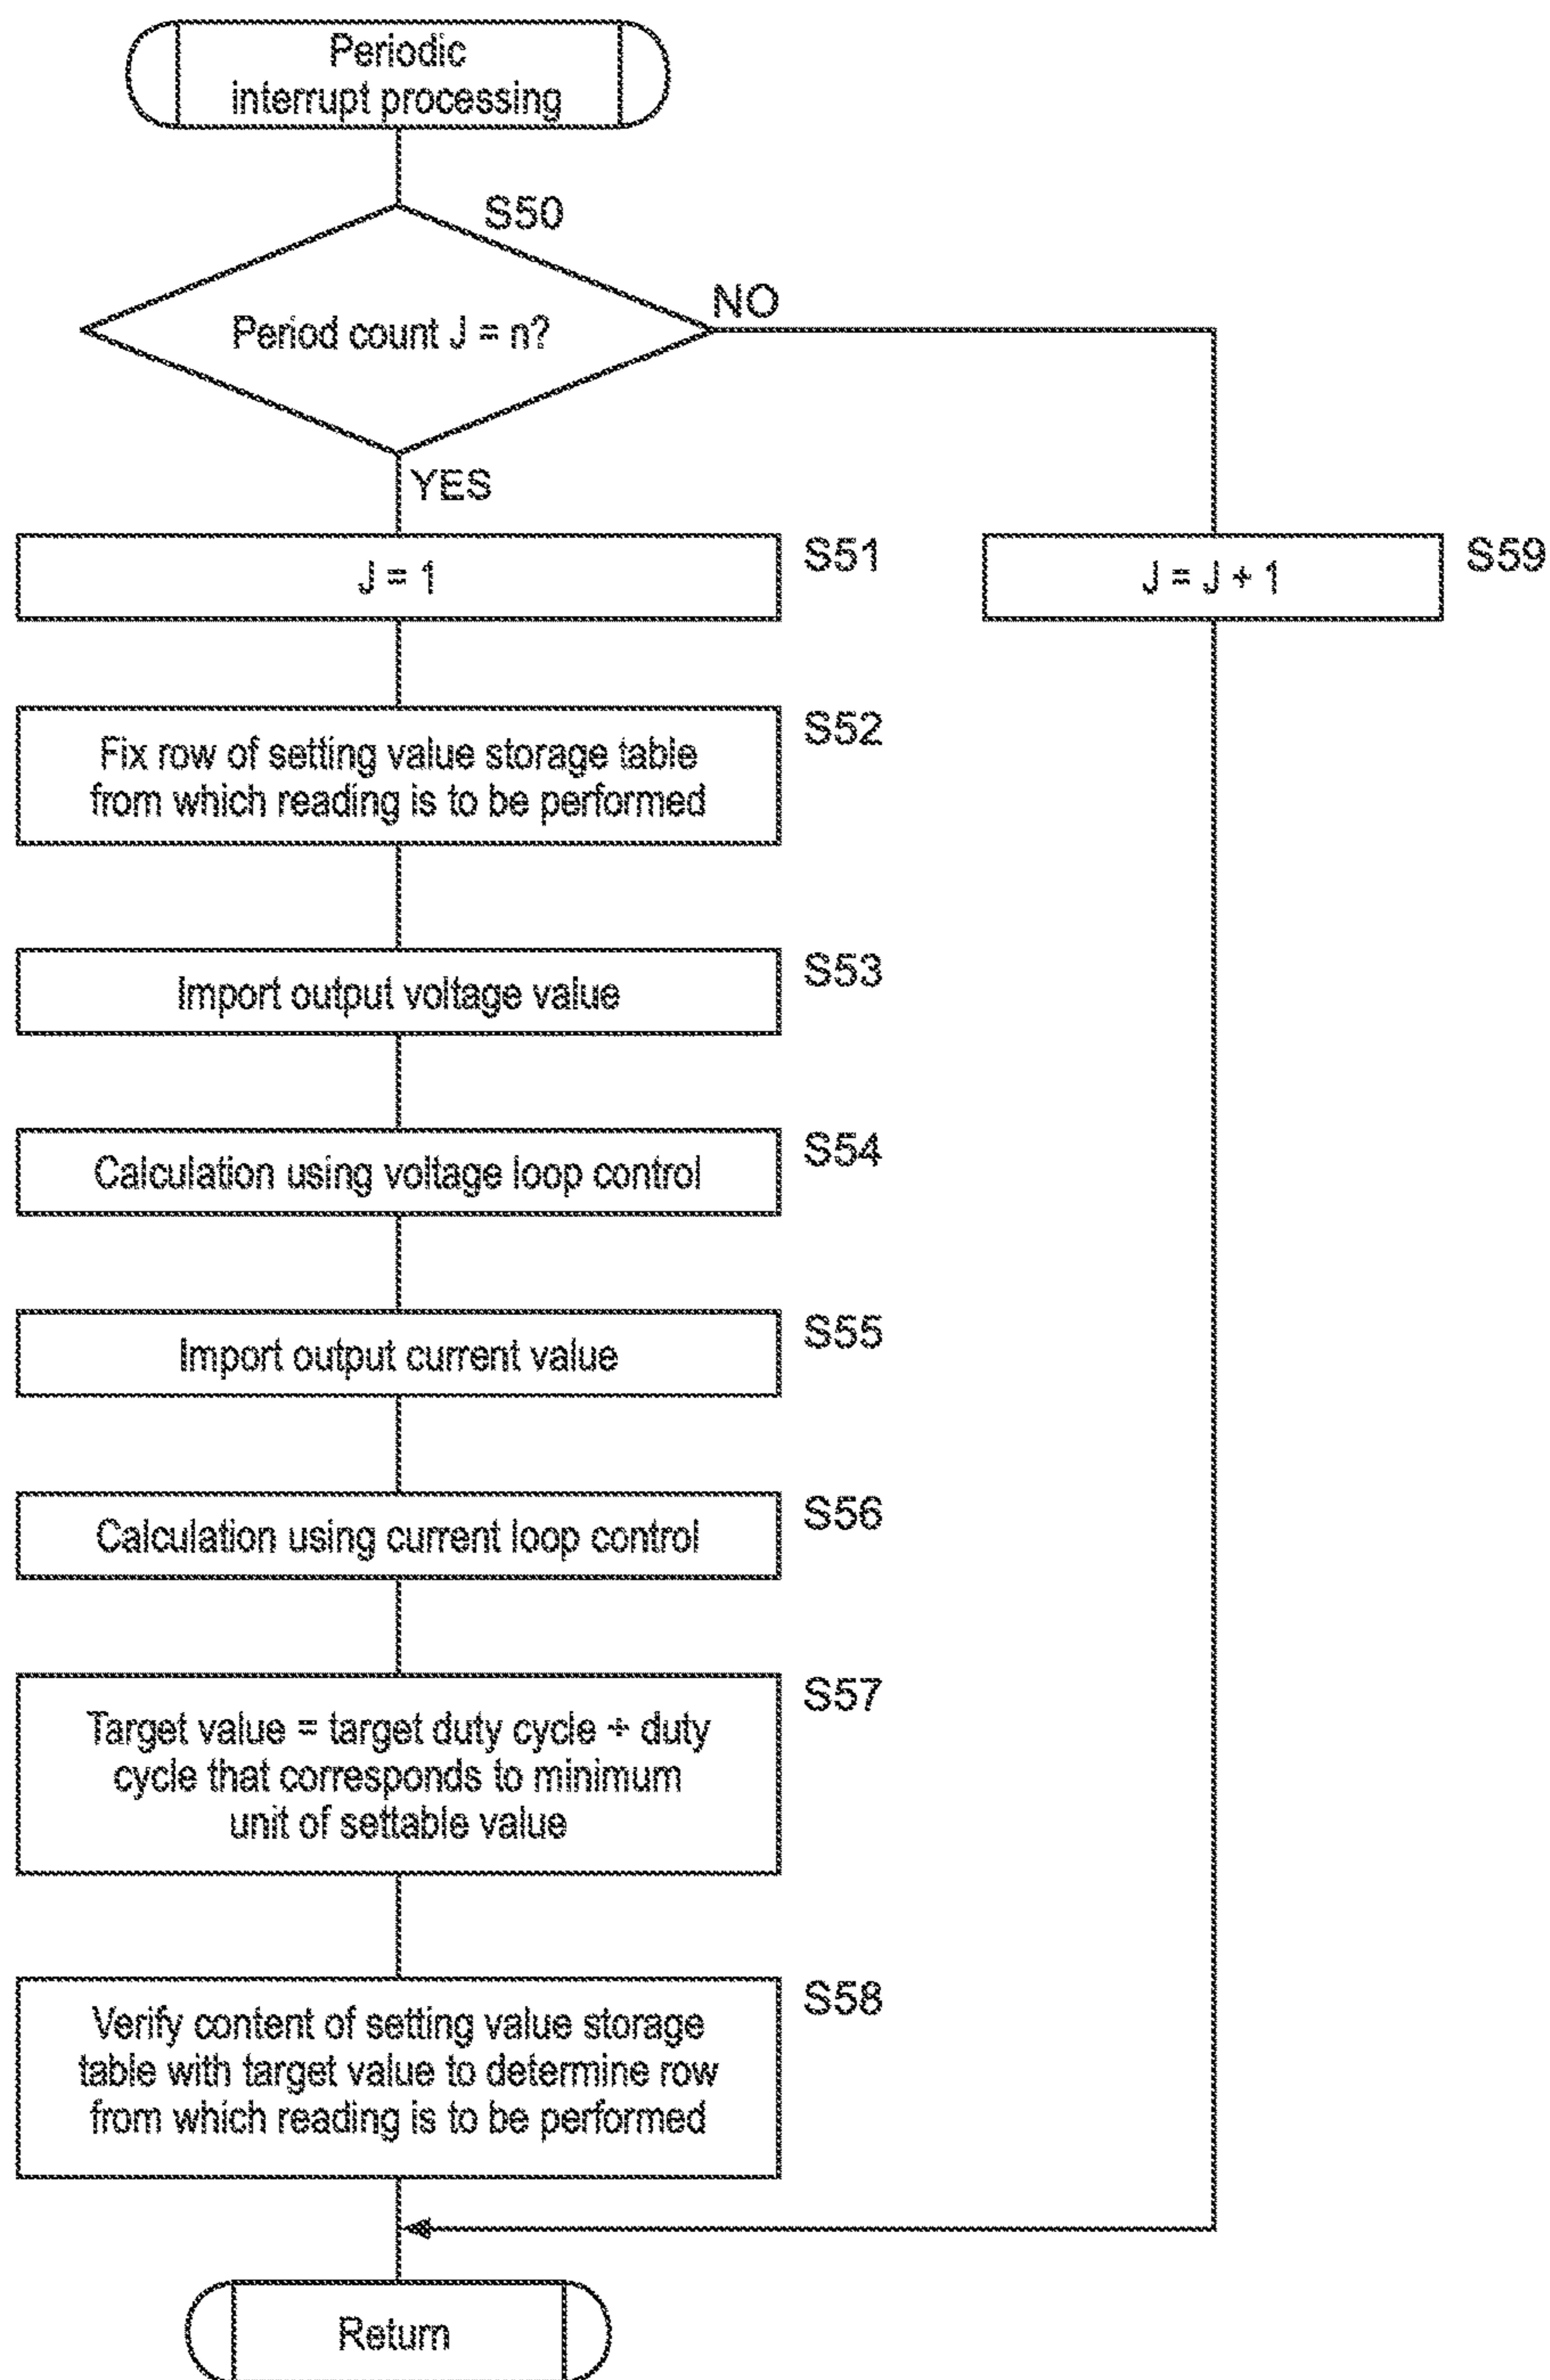 Periodic
interrupt processing
S50
Period count J = n?
NO
YES
J = 1
S51
J = J + 1
S59
Fix row of setting value storage table
from which reading is to be performed
S52
Import output voltage value
S53
Calculation using voltage loop control
S54
Import output current value
S55
Calculation using current loop control
S56
Target value = target duty cycle ÷ duty
cycle that corresponds to minimum
unit of settable value
S57
Verify content of setting value storage
table with target value to determine row
from which reading is to be performed
S58
Return